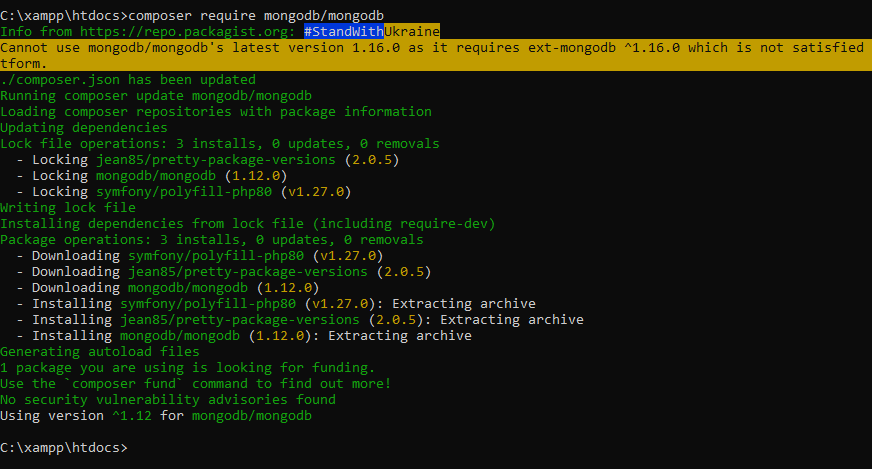 C:\xampp\htdocs>composer require mongodb/mongodb
Info from https://repo.packagist.org: #StandWithUkraine
Cannot use mongodb/mongodb's latest version 1.16.0 as it requires ext-mongodb ^1.16.0 which is not satisfied
tform.
./composer.json has been updated
Running composer update mongodb/mongodb
Loading composer repositories with package information
Updating dependencies
Lock file operations: 3 installs, 0 updates, 0 removals
  - Locking jean85/pretty-package-versions (2.0.5)
  - Locking mongodb/mongodb (1.12.0)
  - Locking symfony/polyfill-php80 (v1.27.0)
Writing lock file
Installing dependencies from lock file (including require-dev)
Package operations: 3 installs, 0 updates, 0 removals
  - Downloading symfony/polyfill-php80 (v1.27.0)
  - Downloading jean85/pretty-package-versions (2.0.5)
  - Downloading mongodb/mongodb (1.12.0)
  - Installing symfony/polyfill-php80 (v1.27.0): Extracting archive
  - Installing jean85/pretty-package-versions (2.0.5): Extracting archive
  - Installing mongodb/mongodb (1.12.0): Extracting archive
Generating autoload files
1 package you are using is looking for funding.
Use the `composer fund` command to find out more!
No security vulnerability advisories found
Using version ^1.12 for mongodb/mongodb
C:\xampp\htdocs>